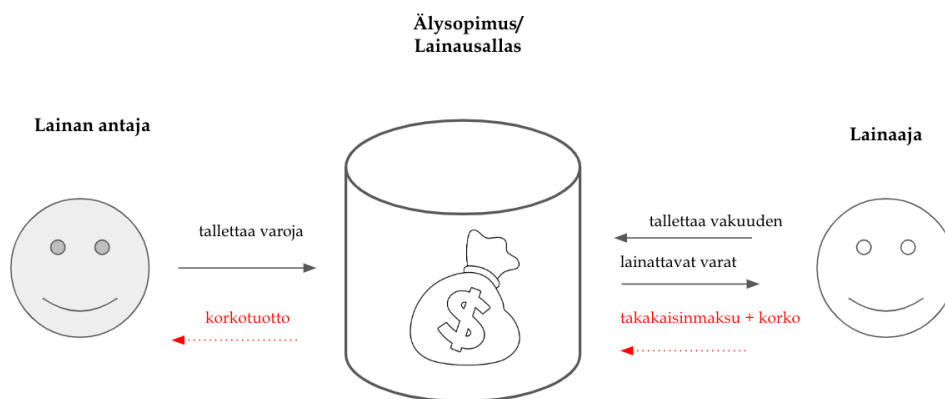 Älysopimus/
Lainausallas
Lainan antaja
Lainaaja
tallettaa varoja
tallettaa vakuuden
lainattavat varat
korkotuotto
takakaisinmaksu + korko
$